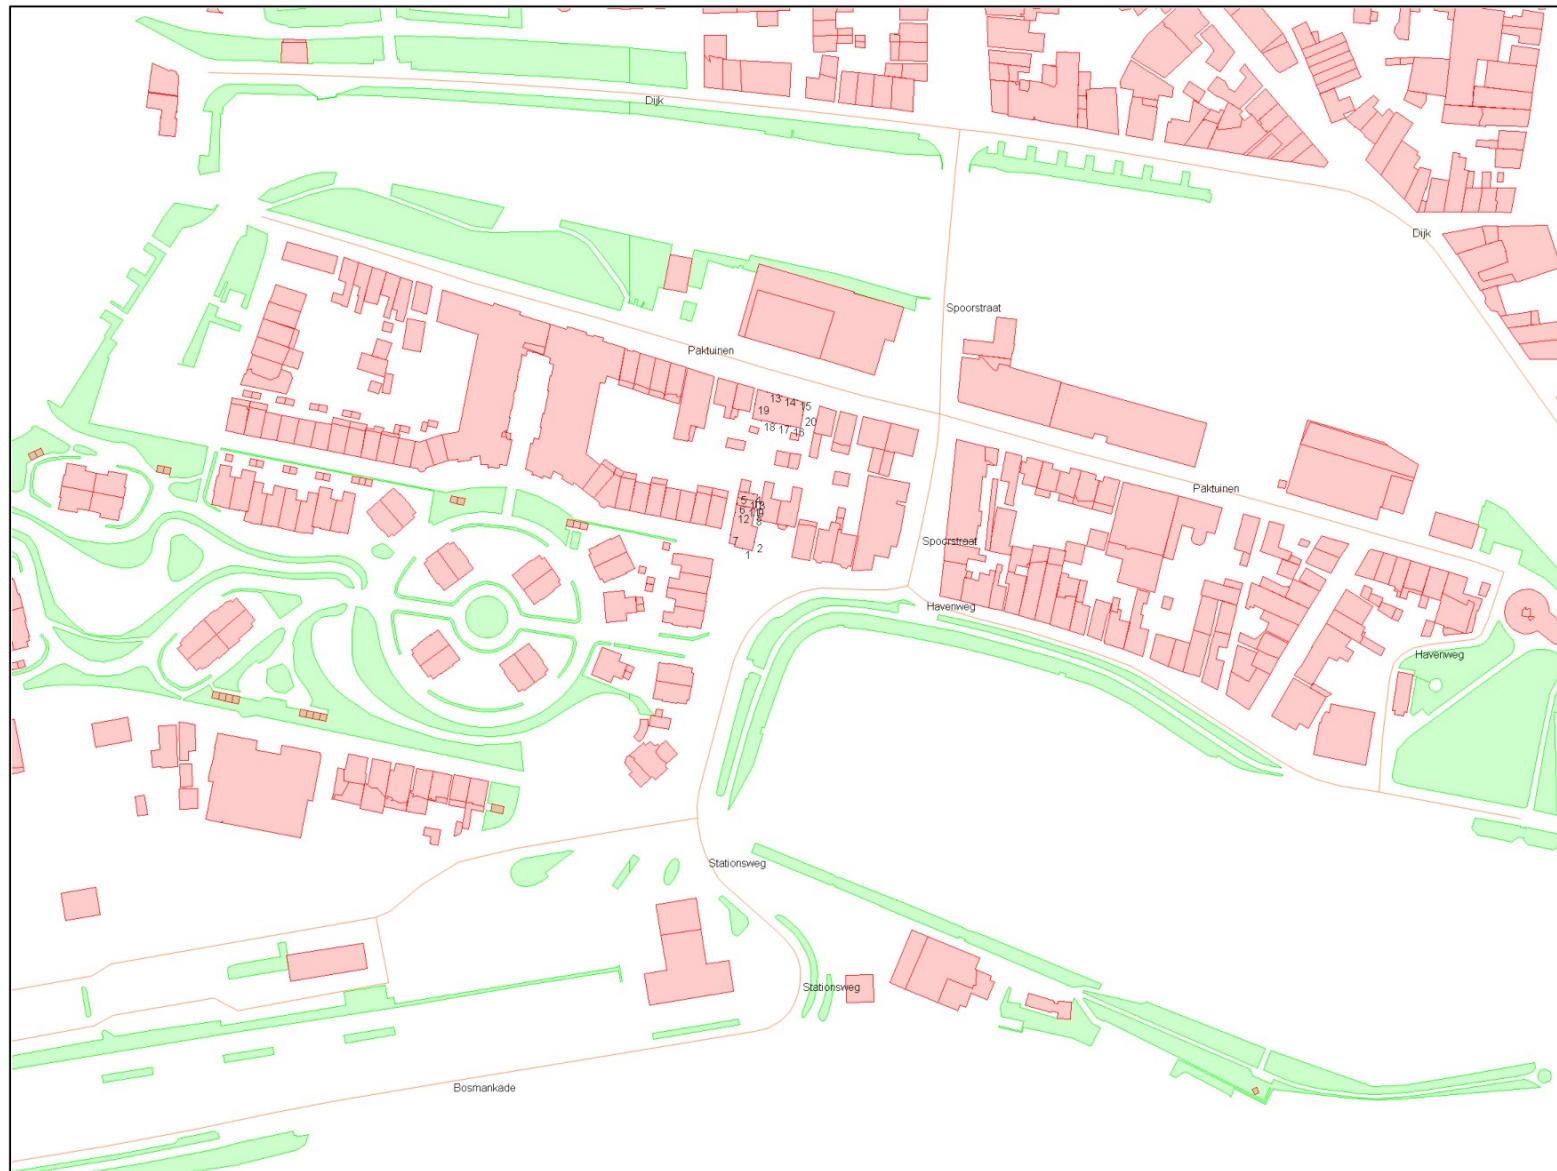 Dijk
Dijk
Spoorstraat
Paktuinen
13 14 15
19
20
18 17 16
Paktuinen
5 4
6
12
8
7
2
1
Spoorstraat
Havenweg
Havenweg
Stationsweg
Stationsweg
Bosmankade